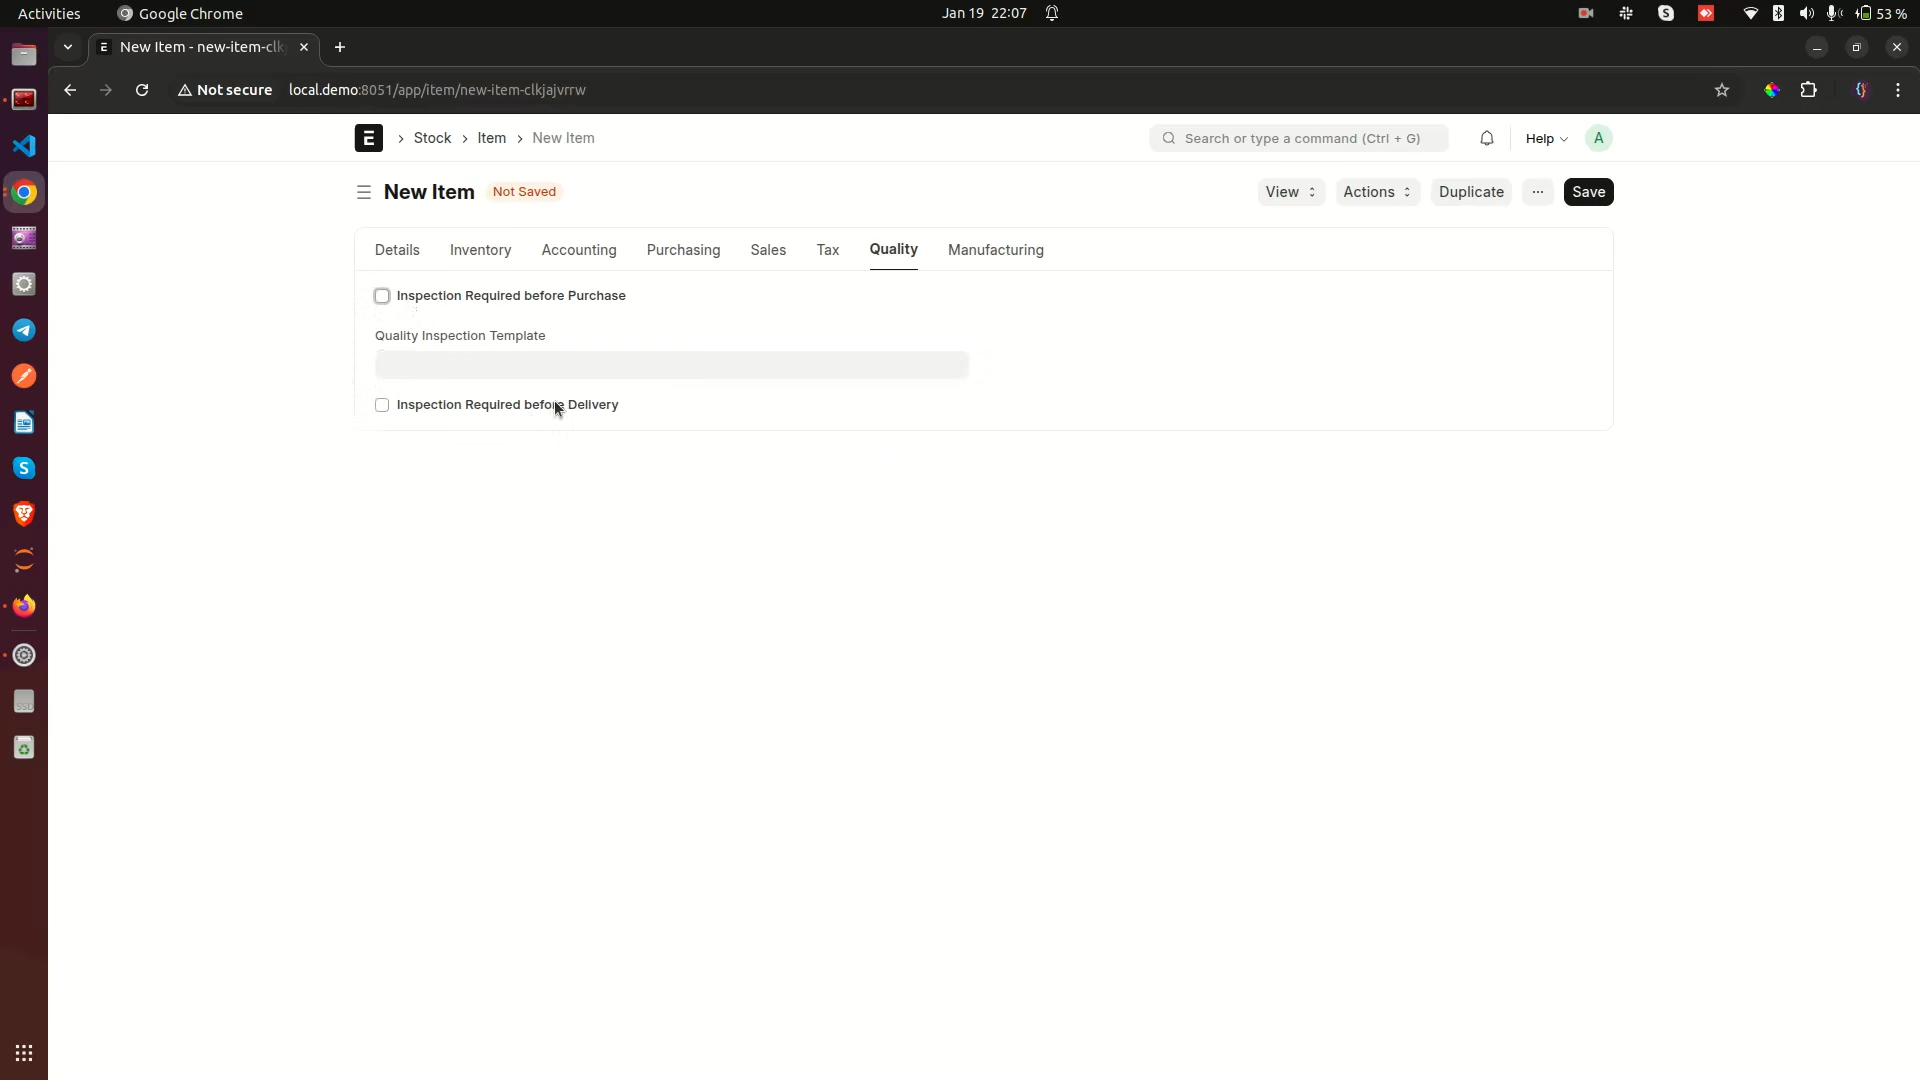 Activities
Google Chrome
Jan 19 22:07
53 %
New Item - new-item-clk
Not secure
local.demo:8051/app/item/new-item-clkjajvrrw
E
Stock
Item
New Item
Search or type a command (Ctrl + G)
Help
A
New Item
Not Saved
View
Actions
Duplicate
Save
Details
Inventory
Accounting
Purchasing
Sales
Tax
Quality
Manufacturing
Inspection Required before Purchase
Quality Inspection Template
Inspection Required before Delivery
SSD